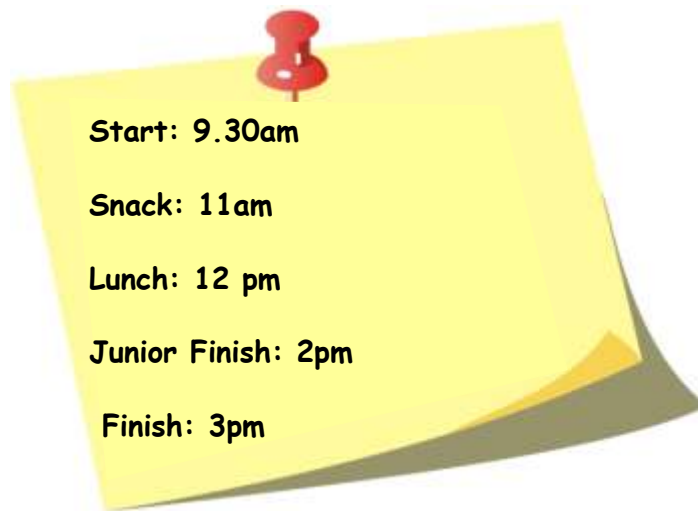 Start: 9.30am
Snack: 11am
Lunch: 12 pm
Junior Finish: 2pm
Finish: 3pm